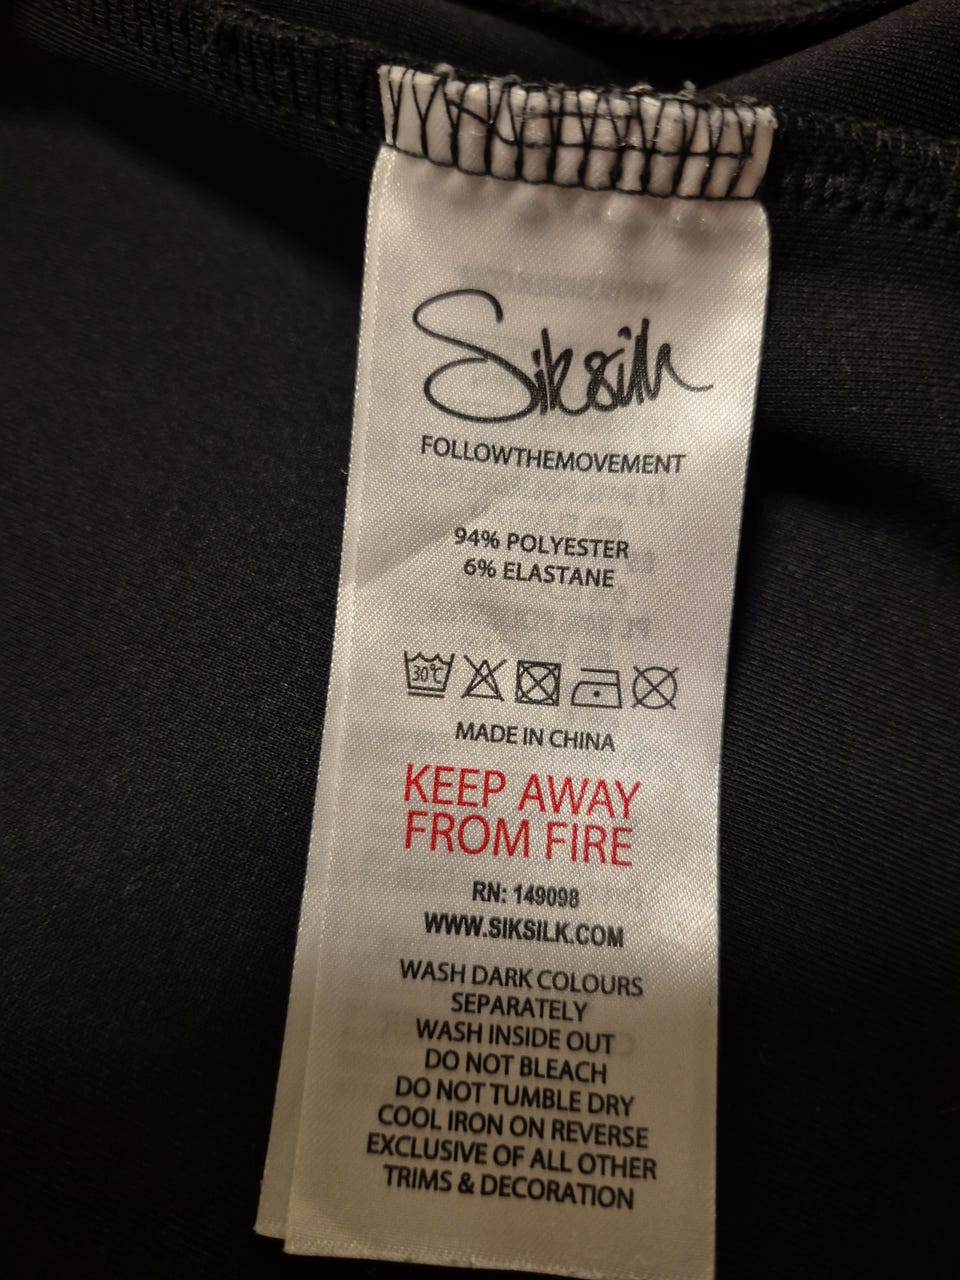 Siksilk
FOLLOWTHEMOVEMENT
94% POLYESTER
6% ELASTANE
30°C
MADE IN CHINA
KEEP AWAY
FROM FIRE
RN: 149098
WWW.SIKSILK.COM
WASH DARK COLOURS
SEPARATELY
WASH INSIDE OUT
DO NOT BLEACH
DO NOT TUMBLE DRY
COOL IRON ON REVERSE
EXCLUSIVE OF ALL OTHER
TRIMS & DECORATION